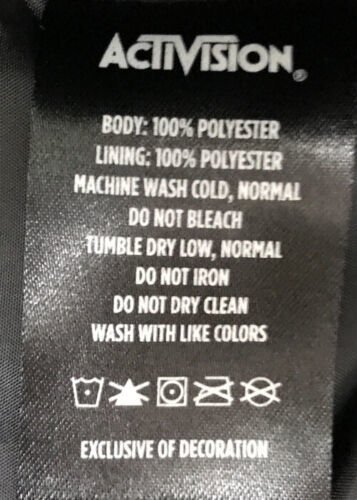 ACTIVISION®
BODY: 100% POLYESTER
LINING: 100% POLYESTER
MACHINE WASH COLD, NORMAL
DO NOT BLEACH
TUMBLE DRY LOW, NORMAL
DO NOT IRON
DO NOT DRY CLEAN
WASH WITH LIKE COLORS
EXCLUSIVE OF DECORATION